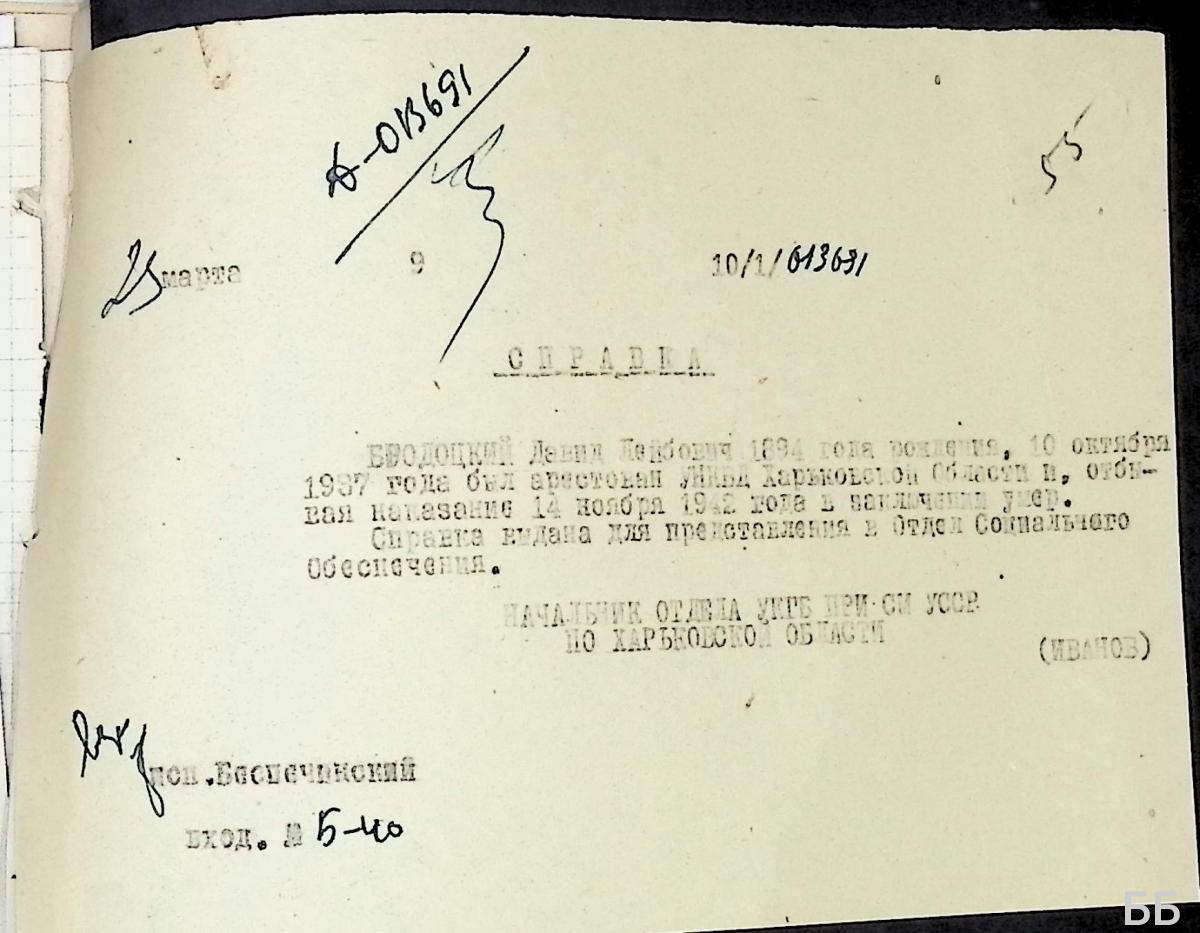 А-013691
55
25 марта 9 10/1/013691
СПРАВКА
БРОДОЦКИЙ Давид Лейбович 1894 года рождения, 10 октября
1937 года был арестован УНКВД Харьковской Области и, отбы-
вая наказание 14 ноября 1942 года в заключении умер.
Справка выдана для представления в Отдел Социального
Обеспечения.
НАЧАЛЬНИК ОТДЕЛА УКГБ ПРИ СМ УССР
ПО ХАРЬКОВСКОЙ ОБЛАСТИ
(ИВАНОВ)
исп. Беспечинский
вход. № Б-40
ББ